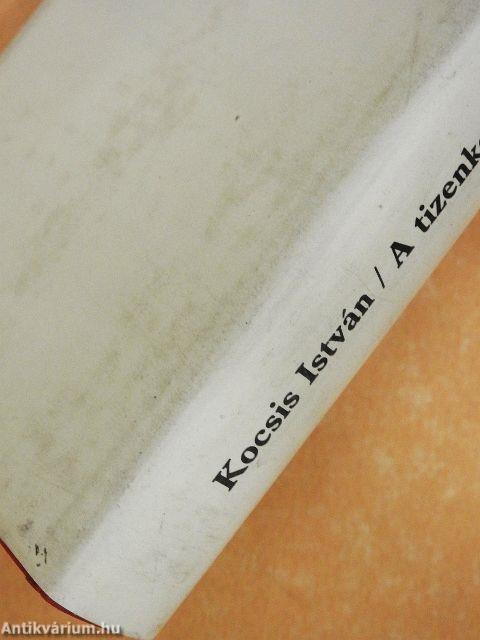 Kocsis István / A tizenk
Antikvárium.hu